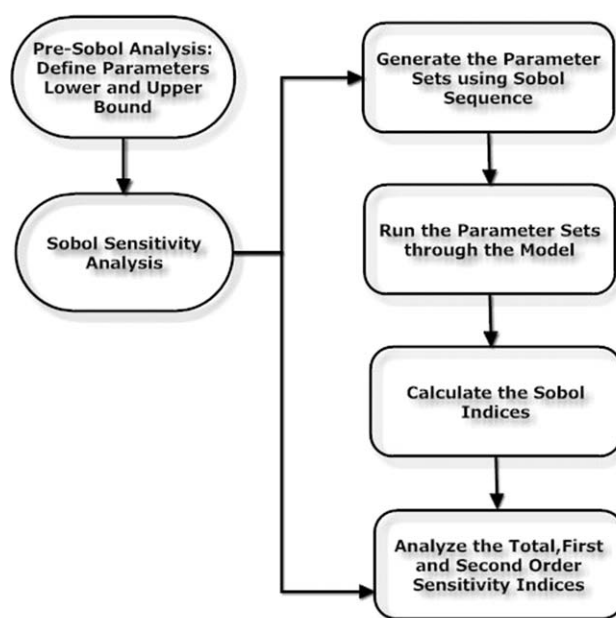 Pre-Sobol Analysis:
Define Parameters
Lower and Upper
Bound
Sobol Sensitivity
Analysis
Generate the Parameter
Sets using Sobol
Sequence
Run the Parameter Sets
through the Model
Calculate the Sobol
Indices
Analyze the Total,First
and Second Order
Sensitivity Indices